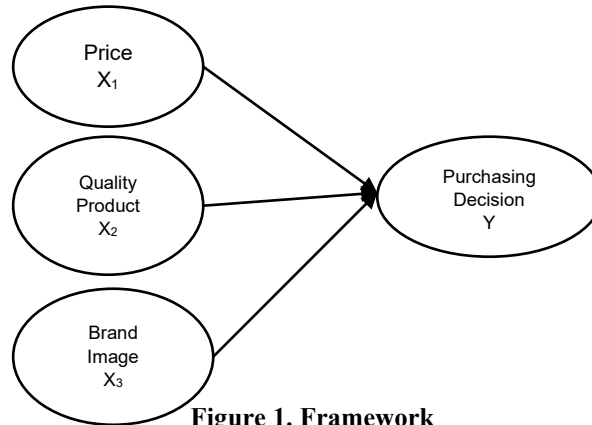 Price
X₁
Quality
Product
X₂
Brand
Image
X₃
Purchasing
Decision
Y
Figure 1. Framework